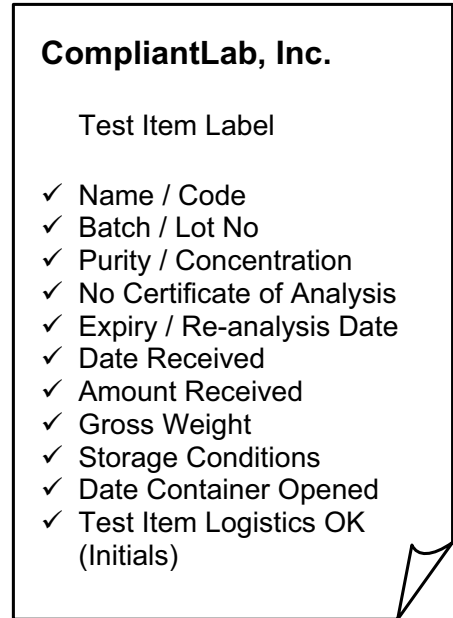 CompliantLab, Inc.
Test Item Label
✓ Name / Code
✓ Batch / Lot No
✓ Purity / Concentration
✓ No Certificate of Analysis
✓ Expiry / Re-analysis Date
✓ Date Received
✓ Amount Received
✓ Gross Weight
✓ Storage Conditions
✓ Date Container Opened
✓ Test Item Logistics OK
(Initials)